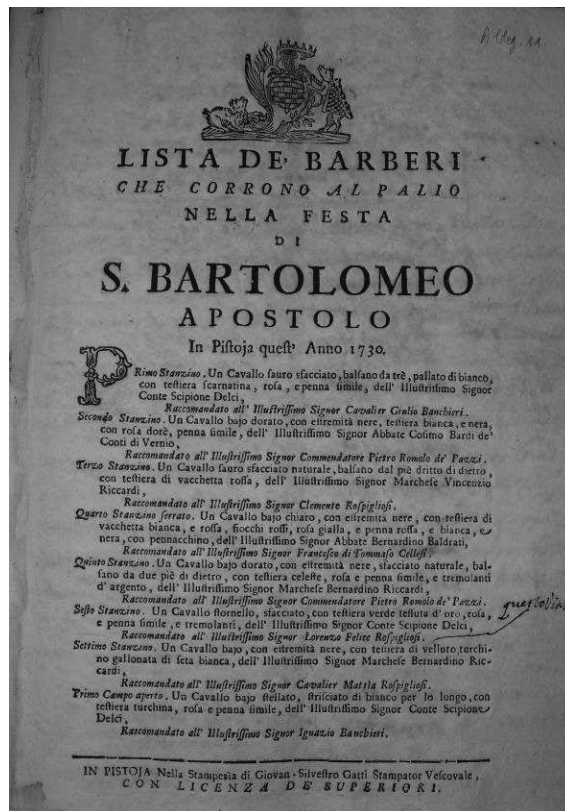 LISTA DE' BARBERI
CHE CORRONO AL PALIO
NELLA FESTA
DI
S. BARTOLOMEO
APOSTOLO
In Pistoja quest' Anno 1730.
PRimo Stanzino. Un Cavallo sauro sfacciato, balsano da trè, pallato di bianco,
con testiera scarnatina, rosa, e penna simile, dell' Illustrissimo Signor
Conte Scipione Delci,
Raccomandato all' Illustrissimo Signor Cavalier Giulio Banchieri.
Secondo Stanzino. Un Cavallo bajo dorato, con estremità nere, testiera bianca, e nera,
con rosa dorè, penna simile, dell' Illustrissimo Signor Abbate Cosimo Bardi de'
Conti di Vernio,
Raccomandato all' Illustrissimo Signor Commendatore Pietro Romolo de' Pazzi.
Terzo Stanzino. Un Cavallo sauro sfacciato naturale, balsano dal piè dritto di dietro,
con testiera di vacchetta rossa, dell' Illustrissimo Signor Marchese Vincenzio
Riccardi,
Raccomandato all' Illustrissimo Signor Clemente Rospigliosi.
Quarto Stanzino serrato. Un Cavallo bajo chiaro, con estremità nere, con testiera di
vacchetta bianca, e rossa, fiocchi rossi, rosa gialla, e penna rossa, e bianca, e
nera, con pennacchino, dell' Illustrissimo Signor Abbate Bernardino Baldrati,
Raccomandato all' Illustrissimo Signor Francesco di Tommaso Cellesi.
Quinto Stanzino. Un Cavallo bajo dorato, con estremità nere, sfacciato naturale, bal-
sano da due piè di dietro, con testiera celeste, rosa e penna simile, e tremolanti
d' argento, dell' Illustrissimo Signor Marchese Bernardino Riccardi,
Raccomandato all' Illustrissimo Signor Commendatore Pietro Romolo de' Pazzi.
Sesto Stanzino. Un Cavallo stornello, sfacciato, con testiera verde tessuta d' oro, rosa,
e penna simile, e tremolanti, dell' Illustrissimo Signor Conte Scipione Delci,
Raccomandato all' Illustrissimo Signor Lorenzo Felice Rospigliosi.
Settimo Stanzino. Un Cavallo bajo, con estremità nere, con testiera di velluto turchi-
no gallonata di seta bianca, dell' Illustrissimo Signor Marchese Bernardino Ric-
cardi,
Raccomandato all' Illustrissimo Signor Cavalier Mattìa Rospigliosi.
Primo Campo aperto. Un Cavallo bajo stellato, strisciato di bianco per lo lungo, con
testiera turchina, rosa e penna simile, dell' Illustrissimo Signor Conte Scipione
Delci,
Raccomandato all' Illustrissimo Signor Ignazio Banchieri.
IN PISTOJA Nella Stamperìa di Giovan-Silvestro Gatti Stampator Vescovale,
CON LICENZA DE' SUPERIORI.